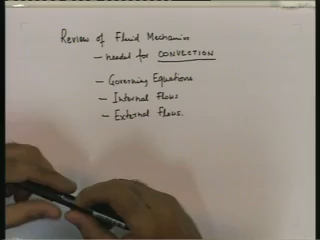 Review of Fluid Mechanics
- needed for CONVECTION
- Governing Equations
- Internal Flows
- External Flows.